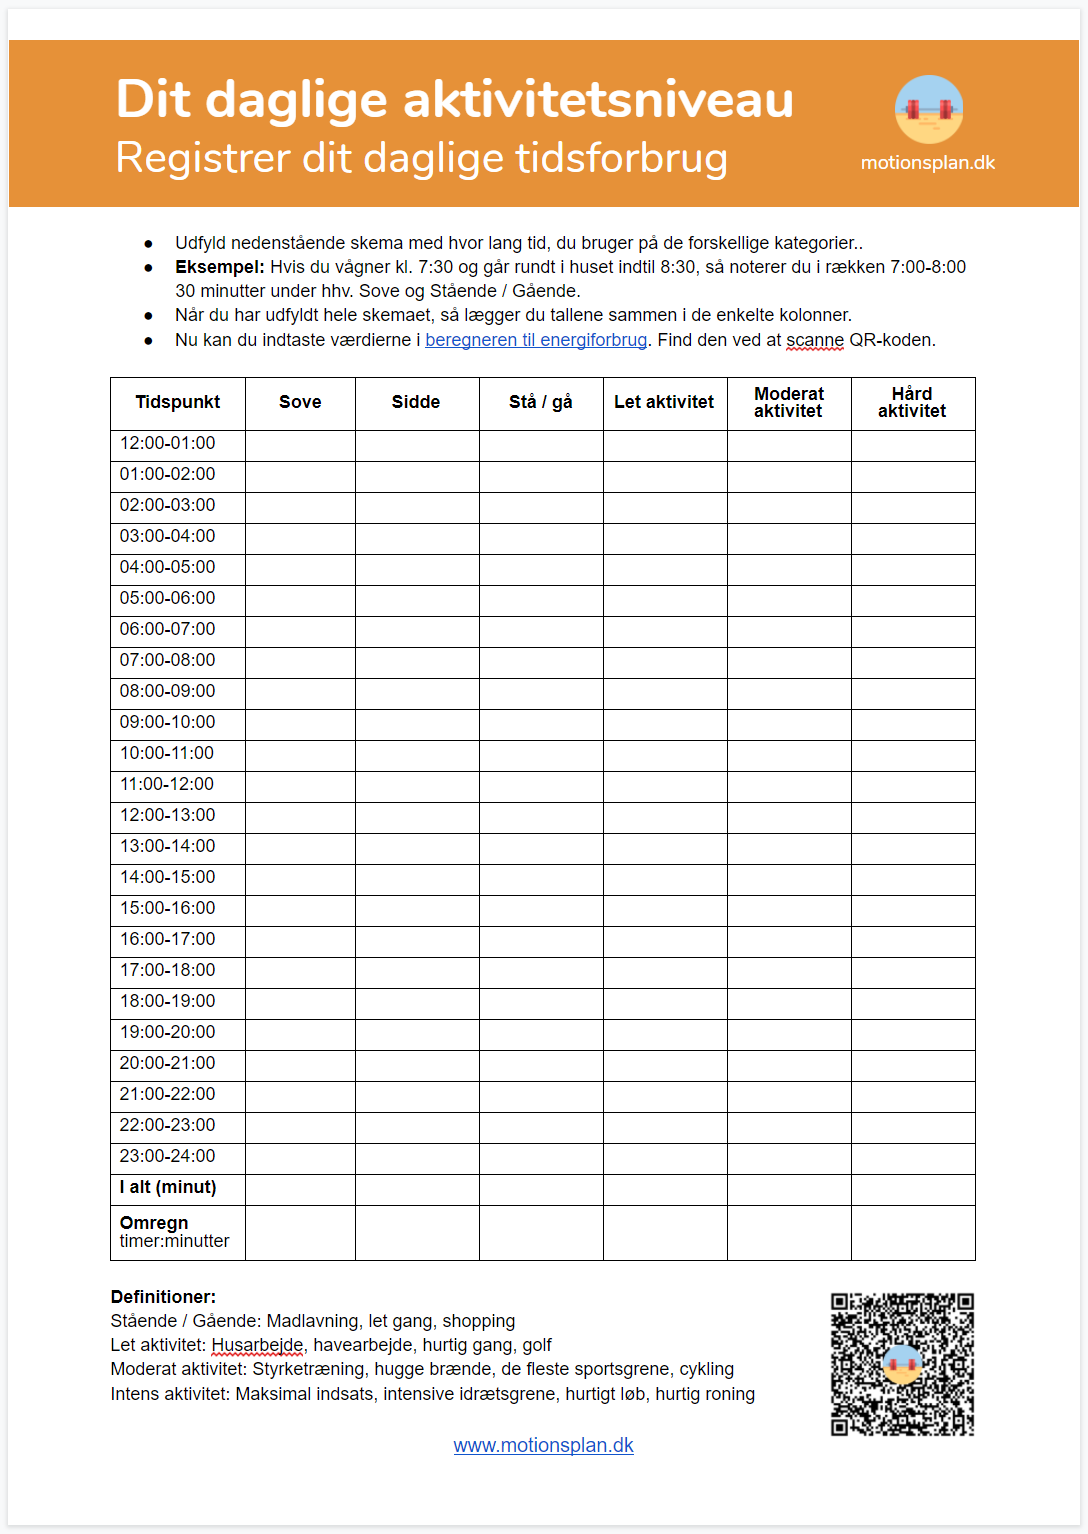 Dit daglige aktivitetsniveau
Registrer dit daglige tidsforbrug
motionsplan.dk
● Udfyld nedenstående skema med hvor lang tid, du bruger på de forskellige kategorier..
● Eksempel: Hvis du vågner kl. 7:30 og går rundt i huset indtil 8:30, så noterer du i rækken 7:00-8:00
30 minutter under hhv. Sove og Stående / Gående.
● Når du har udfyldt hele skemaet, så lægger du tallene sammen i de enkelte kolonner.
● Nu kan du indtaste værdierne i beregneren til energiforbrug. Find den ved at scanne QR-koden.
Tidspunkt Sove Sidde Stå / gå Let aktivitet Moderat aktivitet Hård aktivitet
12:00-01:00
01:00-02:00
02:00-03:00
03:00-04:00
04:00-05:00
05:00-06:00
06:00-07:00
07:00-08:00
08:00-09:00
09:00-10:00
10:00-11:00
11:00-12:00
12:00-13:00
13:00-14:00
14:00-15:00
15:00-16:00
16:00-17:00
17:00-18:00
18:00-19:00
19:00-20:00
20:00-21:00
21:00-22:00
22:00-23:00
23:00-24:00
I alt (minut)
Omregn
timer:minutter
Definitioner:
Stående / Gående: Madlavning, let gang, shopping
Let aktivitet: Husarbejde, havearbejde, hurtig gang, golf
Moderat aktivitet: Styrketræning, hugge brænde, de fleste sportsgrene, cykling
Intens aktivitet: Maksimal indsats, intensive idrætsgrene, hurtigt løb, hurtig roning
www.motionsplan.dk